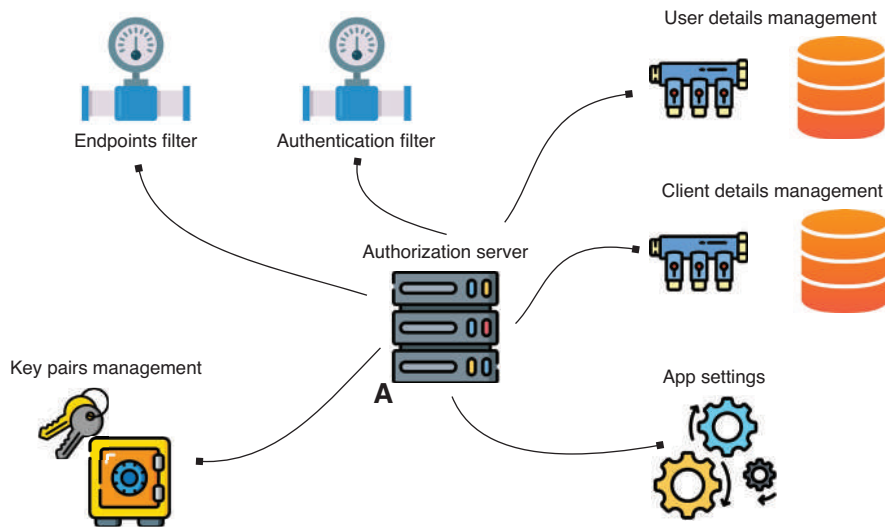 User details management
Endpoints filter
Authentication filter
Client details management
Authorization server
Key pairs management
A
App settings